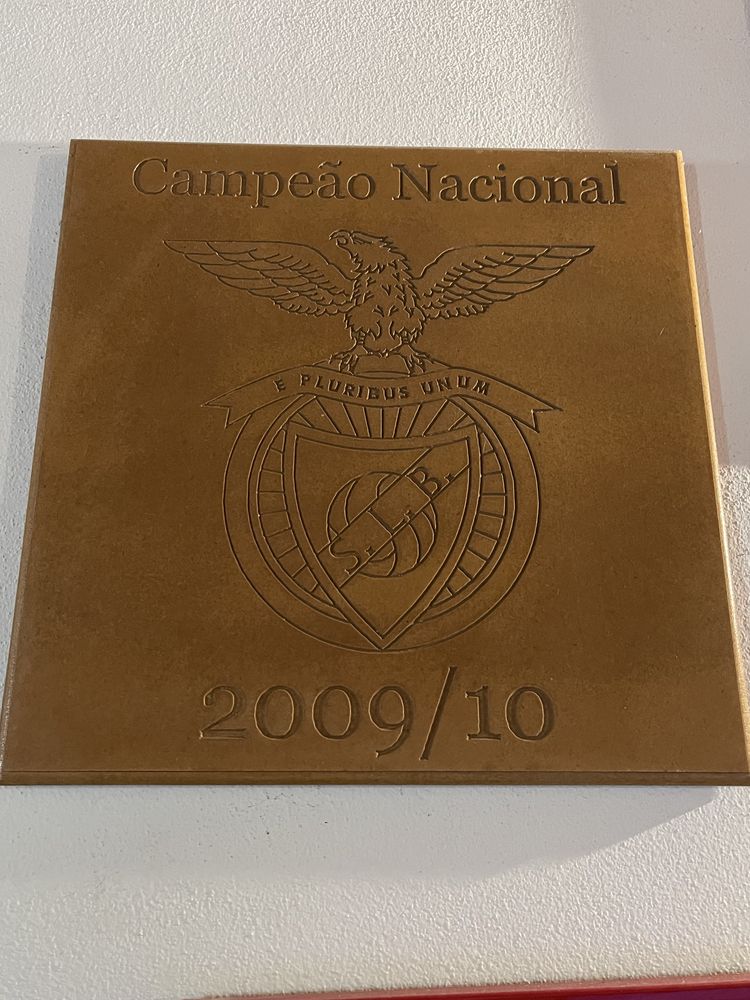 Campeão Nacional
E PLURIBUS UNUM
S.L.B.
2009/10